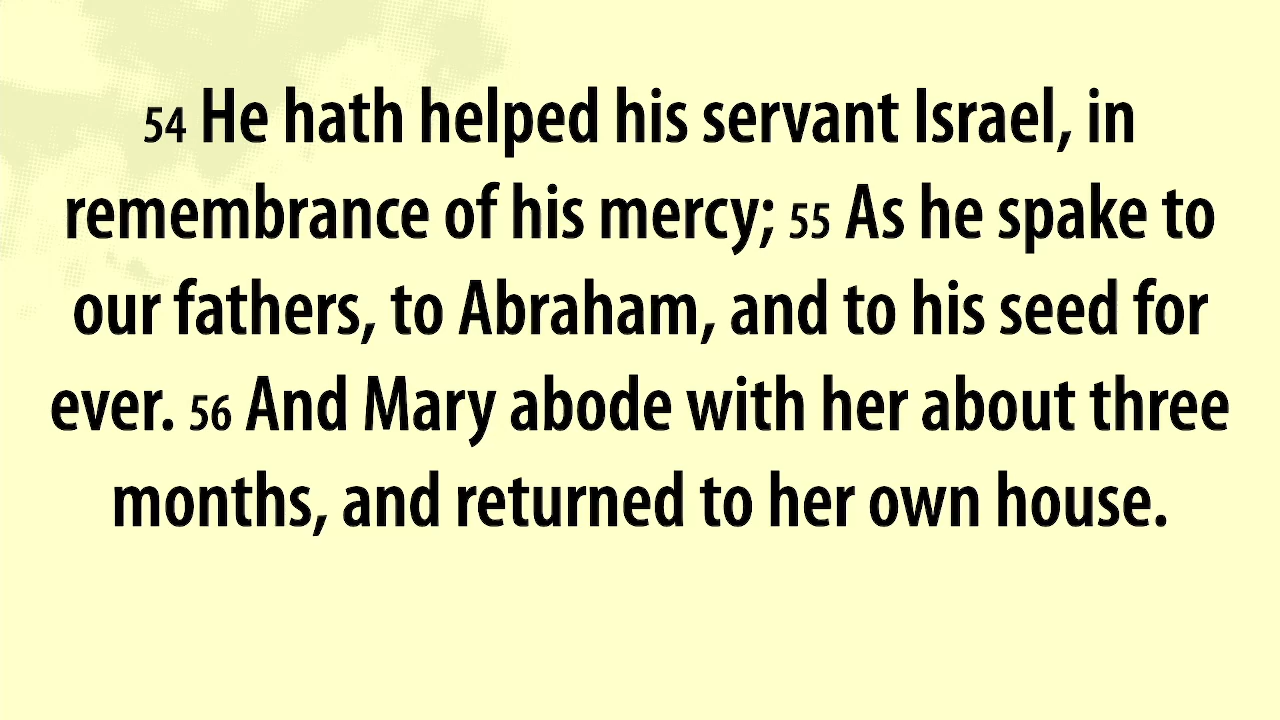 54 He hath helped his servant Israel, in
remembrance of his mercy; 55 As he spake to
our fathers, to Abraham, and to his seed for
ever. 56 And Mary abode with her about three
months, and returned to her own house.